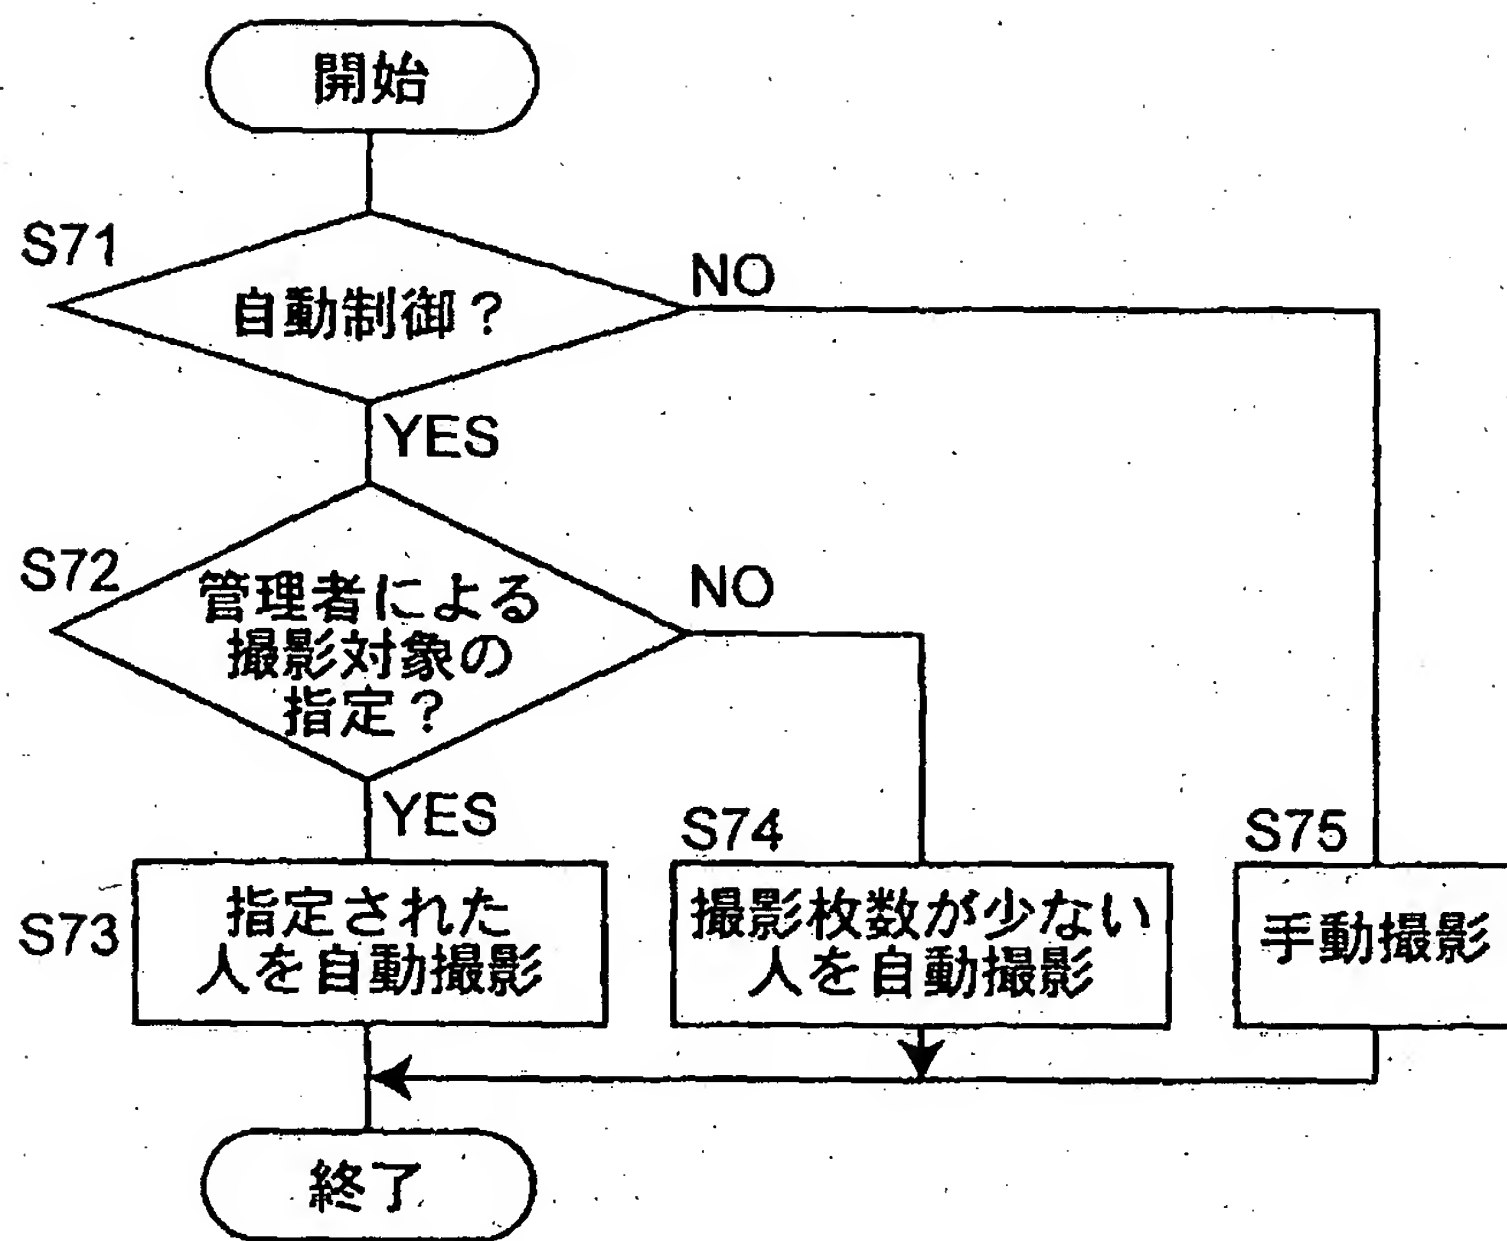 開始
S71
自動制御？
NO
YES
S72
管理者による
撮影対象の
指定？
NO
YES
S73
指定された
人を自動撮影
S74
撮影枚数が少ない
人を自動撮影
S75
手動撮影
終了